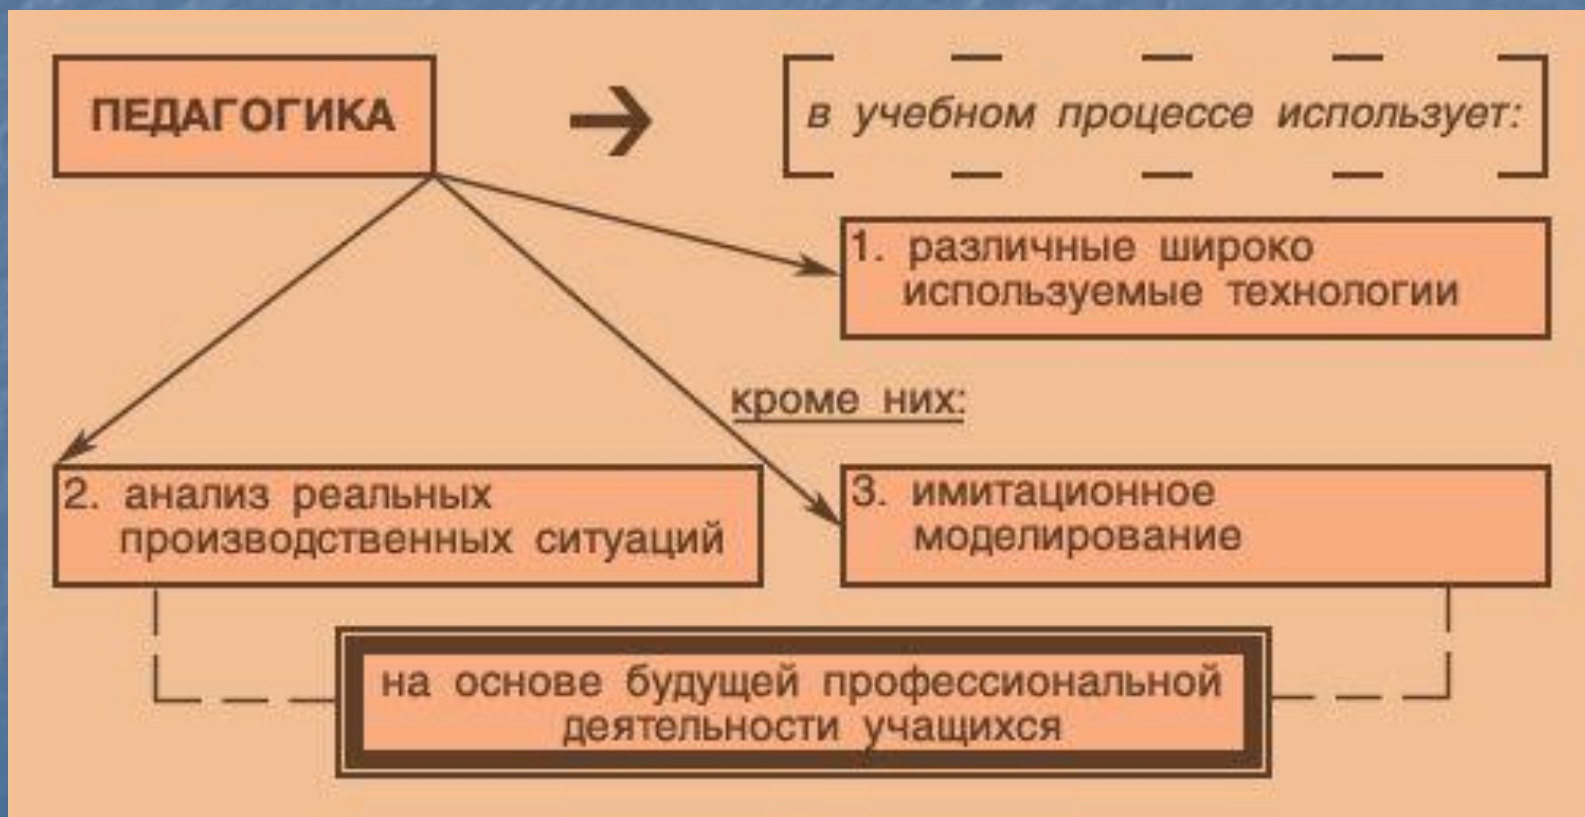 ПЕДАГОГИКА
в учебном процессе использует:
1. различные широко
используемые технологии
кроме них:
2. анализ реальных
производственных ситуаций
3. имитационное
моделирование
на основе будущей профессиональной
деятельности учащихся